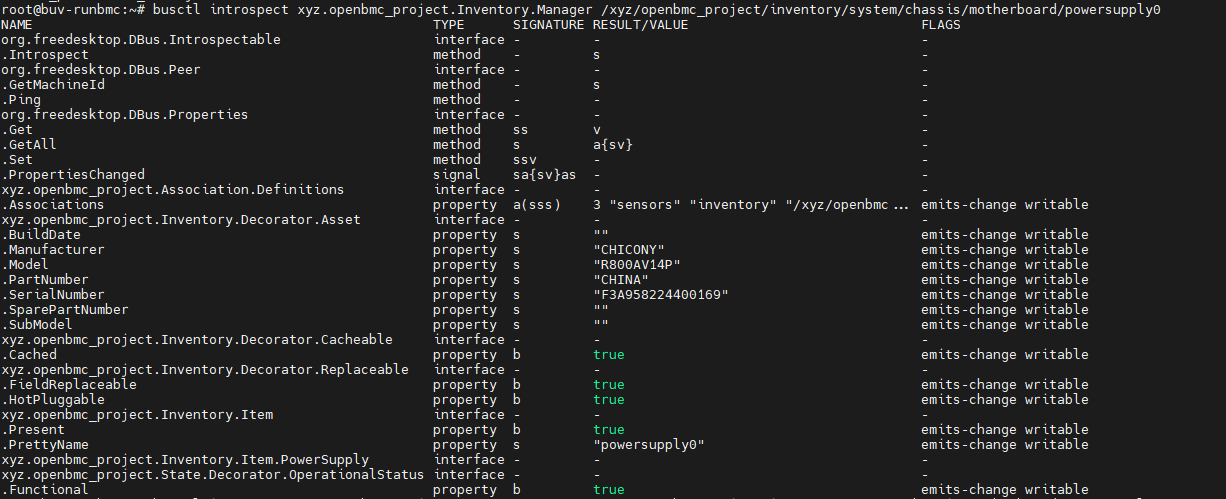 root@buv-runbmc:~# busctl introspect xyz.openbmc_project.Inventory.Manager /xyz/openbmc_project/inventory/system/chassis/motherboard/powersupply0
NAME TYPE SIGNATURE RESULT/VALUE FLAGS
org.freedesktop.DBus.Introspectable interface - - -
.Introspect method - s -
org.freedesktop.DBus.Peer interface - - -
.GetMachineId method - s -
.Ping method - - -
org.freedesktop.DBus.Properties interface - - -
.Get method ss v -
.GetAll method s a{sv} -
.Set method ssv - -
.PropertiesChanged signal sa{sv}as - -
xyz.openbmc_project.Association.Definitions interface - - -
.Associations property a(sss) 3 "sensors" "inventory" "/xyz/openbmc... emits-change writable
xyz.openbmc_project.Inventory.Decorator.Asset interface - - -
.BuildDate property s "" emits-change writable
.Manufacturer property s "CHICONY" emits-change writable
.Model property s "R800AV14P" emits-change writable
.PartNumber property s "CHINA" emits-change writable
.SerialNumber property s "F3A958224400169" emits-change writable
.SparePartNumber property s "" emits-change writable
.SubModel property s "" emits-change writable
xyz.openbmc_project.Inventory.Decorator.Cacheable interface - - -
.Cached property b true emits-change writable
xyz.openbmc_project.Inventory.Decorator.Replaceable interface - - -
.FieldReplaceable property b true emits-change writable
.HotPluggable property b true emits-change writable
xyz.openbmc_project.Inventory.Item interface - - -
.Present property b true emits-change writable
.PrettyName property s "powersupply0" emits-change writable
xyz.openbmc_project.Inventory.Item.PowerSupply interface - - -
xyz.openbmc_project.State.Decorator.OperationalStatus interface - - -
.Functional property b true emits-change writable